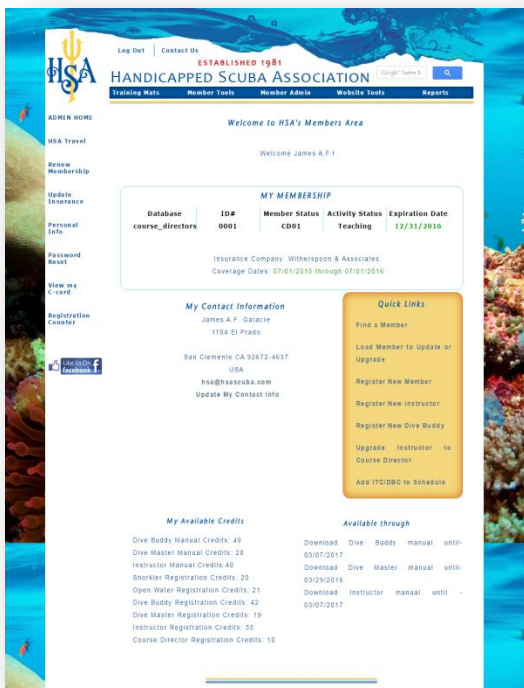 HSA
Log Out
Contact Us
ESTABLISHED 1981
HANDICAPPED SCUBA ASSOCIATION
Training Mats Member Tools Member Admin Website Tools Reports
ADMIN HOME
HSA Travel
Renew
Membership
Update
Insurance
Personal
Info
Password
Reset
View my
C-card
Registration
Counter
Like Us On
facebook
Welcome to HSA's Members Area
Welcome James A.F.!
MY MEMBERSHIP
Database ID# Member Status Activity Status Expiration Date
course_directors 0001 CD01 Teaching 12/31/2016
Insurance Company: Witherspoon & Associates
Coverage Dates: 07/01/2015 through 07/01/2016
My Contact Information
James A.F. Gatacre
1104 El Prado
San Clemente CA 92672-4637
USA
hsa@hsascuba.com
Update My Contact Info
Quick Links
Find a Member
Load Member to Update or
Upgrade
Register New Member
Register New Instructor
Register New Dive Buddy
Upgrade Instructor to
Course Director
Add ITC/DBC to Schedule
My Available Credits
Dive Buddy Manual Credits: 49
Dive Master Manual Credits: 28
Instructor Manual Credits 40
Snorkler Registration Credits: 20
Open Water Registration Credits: 21
Dive Buddy Registration Credits: 42
Dive Master Registration Credits: 19
Instructor Registration Credits: 35
Course Director Registration Credits: 10
Available through
Download Dive Buddy manual until-
03/07/2017
Download Dive Master manual until-
03/29/2016
Download Instructor manual until -
03/07/2017